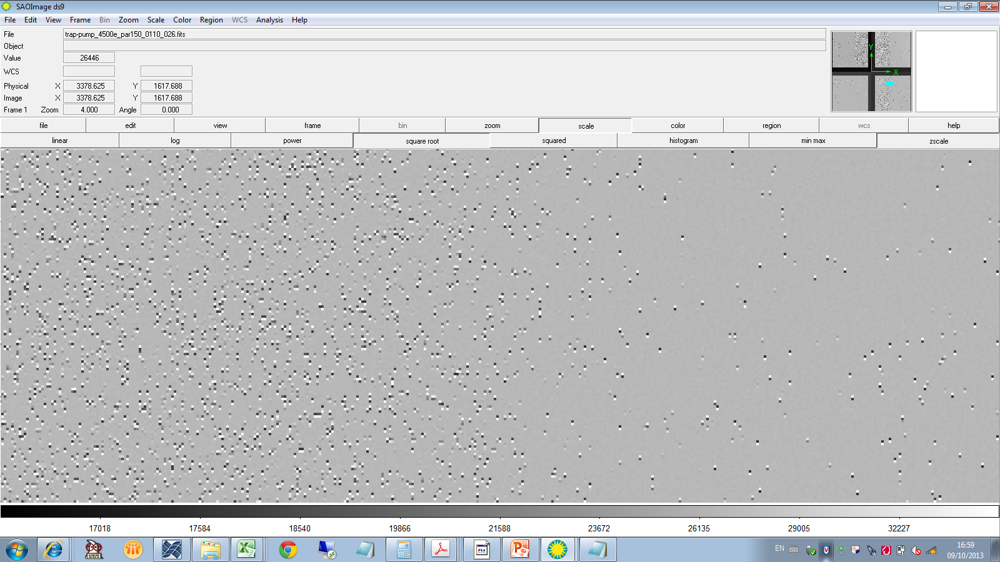 SAOImage ds9
File Edit View Frame Bin Zoom Scale Color Region WCS Analysis Help
File trap-pump_4500e_par150_0110_026.fits
Object
Value 26446
WCS
Physical X 3378.625 Y 1617.688
Image X 3378.625 Y 1617.688
Frame 1 Zoom 4.000 Angle 0.000
Y
X
file edit view frame bin zoom scale color region wcs help
linear log power square root squared histogram min max zscale
17018 17584 18540 19866 21588 23672 26135 29005 32227
EN 16:59
09/10/2013